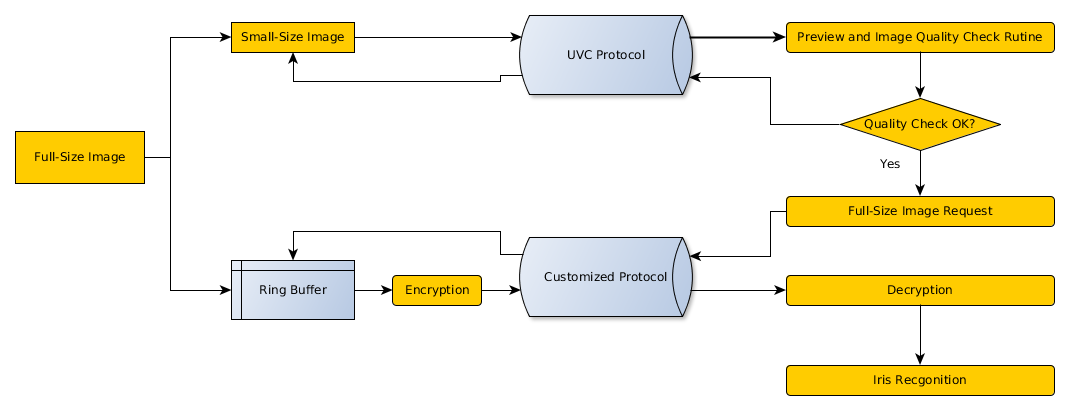 Small-Size Image
UVC Protocol
Preview and Image Quality Check Rutine
Quality Check OK?
Full-Size Image
Yes
Full-Size Image Request
Customized Protocol
Ring Buffer
Encryption
Decryption
Iris Recgonition